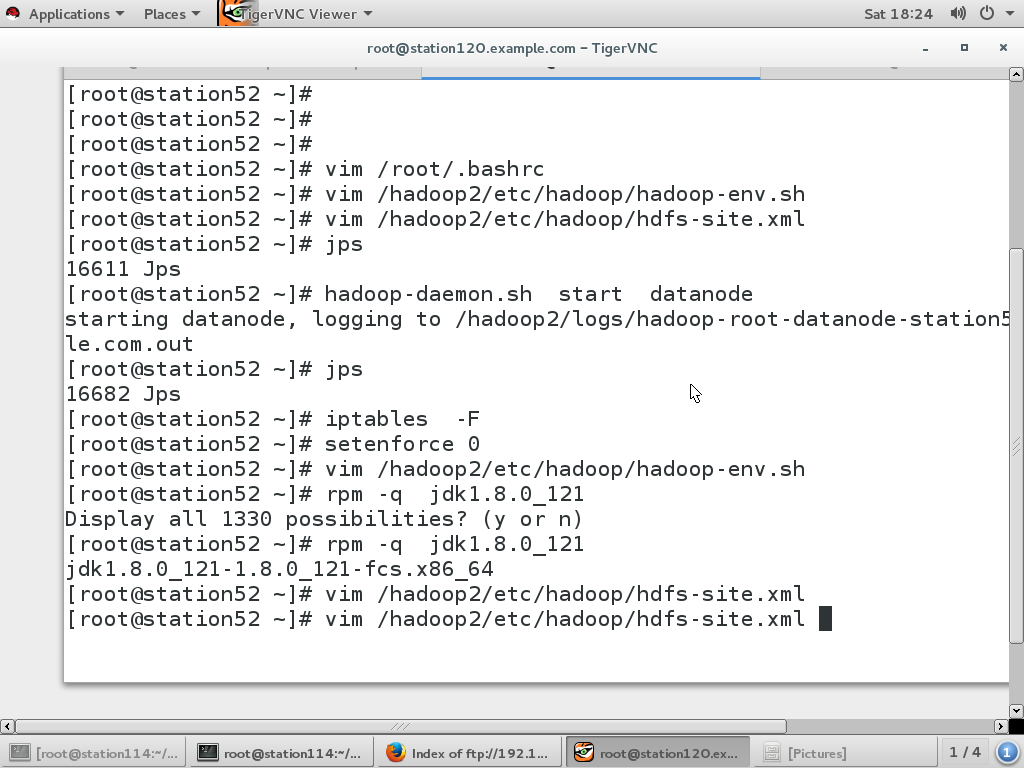 Applications Places TigerVNC Viewer Sat 18:24
root@station120.example.com – TigerVNC
[root@station52 ~]#
[root@station52 ~]#
[root@station52 ~]#
[root@station52 ~]# vim /root/.bashrc
[root@station52 ~]# vim /hadoop2/etc/hadoop/hadoop-env.sh
[root@station52 ~]# vim /hadoop2/etc/hadoop/hdfs-site.xml
[root@station52 ~]# jps
16611 Jps
[root@station52 ~]# hadoop-daemon.sh  start  datanode
starting datanode, logging to /hadoop2/logs/hadoop-root-datanode-station5
le.com.out
[root@station52 ~]# jps
16682 Jps
[root@station52 ~]# iptables  -F
[root@station52 ~]# setenforce 0
[root@station52 ~]# vim /hadoop2/etc/hadoop/hadoop-env.sh
[root@station52 ~]# rpm -q  jdk1.8.0_121
Display all 1330 possibilities? (y or n)
[root@station52 ~]# rpm -q  jdk1.8.0_121
jdk1.8.0_121-1.8.0_121-fcs.x86_64
[root@station52 ~]# vim /hadoop2/etc/hadoop/hdfs-site.xml
[root@station52 ~]# vim /hadoop2/etc/hadoop/hdfs-site.xml
[root@station114:~/... root@station114:~/... Index of ftp://192.1... root@station120.ex... [Pictures] 1 / 4 1